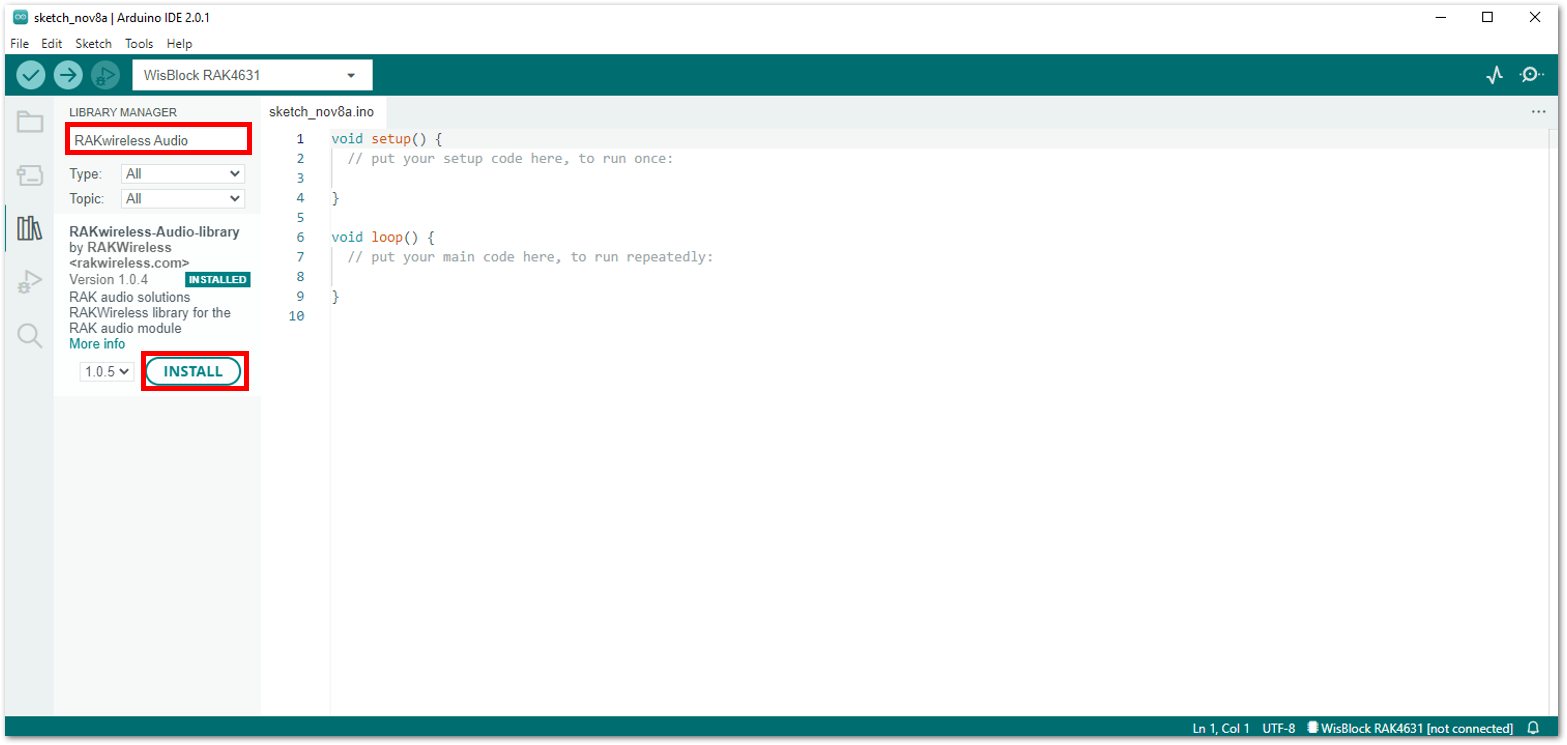 sketch_nov8a | Arduino IDE 2.0.1
File Edit Sketch Tools Help
WisBlock RAK4631
LIBRARY MANAGER
RAKwireless Audio
Type: All
Topic: All
RAKwireless-Audio-library
by RAKWireless
<rakwireless.com>
Version 1.0.4 INSTALLED
RAK audio solutions
RAKWireless library for the
RAK audio module
More info
1.0.5 INSTALL
sketch_nov8a.ino
1 void setup() {
2 // put your setup code here, to run once:
3
4 }
5
6 void loop() {
7 // put your main code here, to run repeatedly:
8
9 }
10
Ln 1, Col 1 UTF-8 WisBlock RAK4631 [not connected]